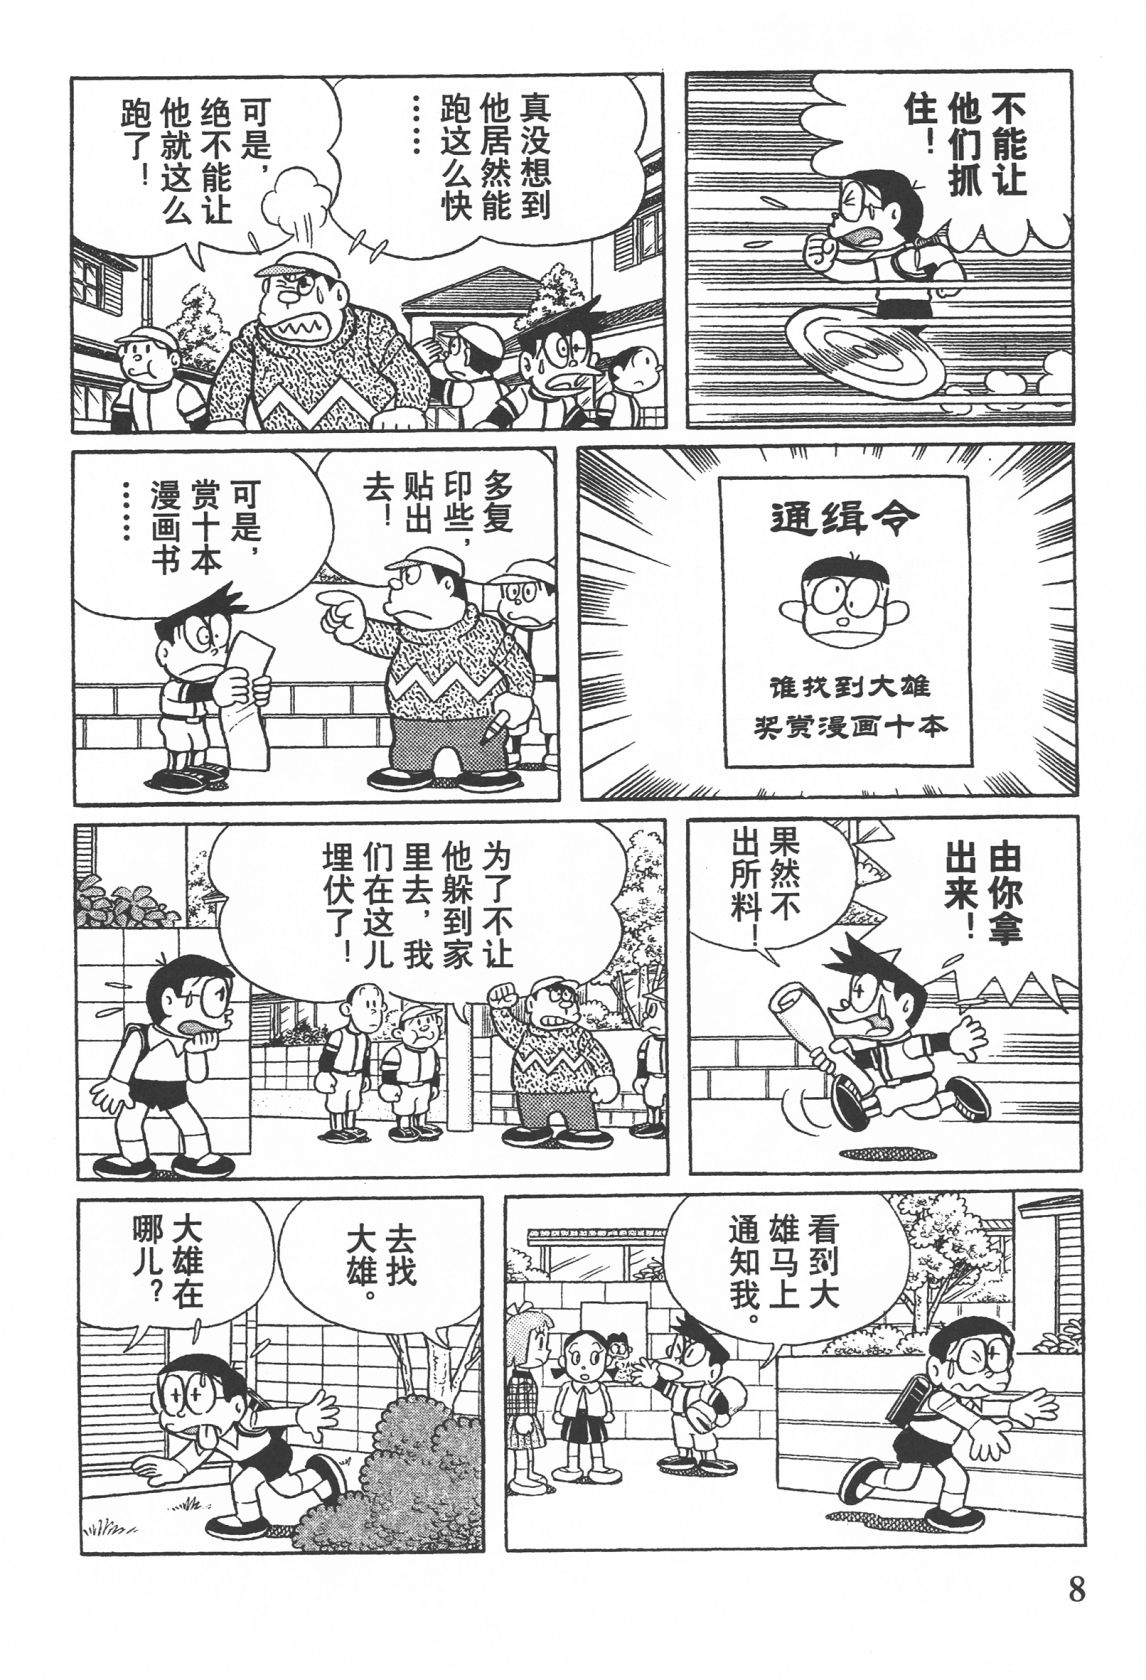 不能让
他们抓
住！
真没想到
他居然能
跑这么快
……
可是，
绝不能让
他就这么
跑了！
通缉令
谁找到大雄
奖赏漫画十本
多复
印些，
贴出
去！
可是，
赏十本
漫画书
……
由你拿
出来！
果然不
出所料！
为了不让
他躲到家
里去，我
们在这儿
埋伏了！
看到大
雄马上
通知我。
去找
大雄。
大雄在
哪儿？
8